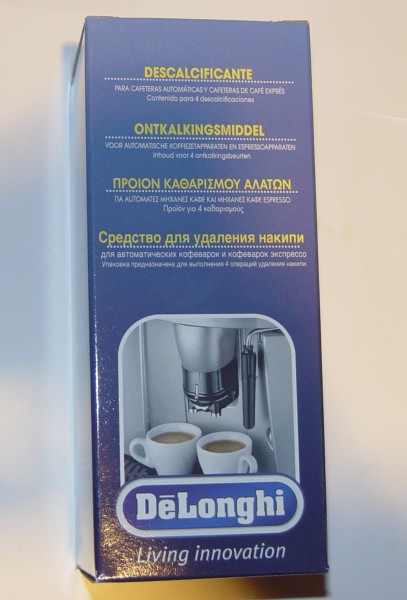 DESCALCIFICANTE
PARA CAFETERAS AUTOMÁTICAS Y CAFETERAS DE CAFÉ EXPRÉS
Contenido para 4 descalcificaciones
ONTKALKINGSMIDDEL
VOOR AUTOMATISCHE KOFFIEZETAPPARATEN EN ESPRESSOAPPARATEN
Inhoud voor 4 ontkalkingsbeurten
ΠΡΟΙΟΝ ΚΑΘΑΡΙΣΜΟΥ ΑΛΑΤΩΝ
ΓΙΑ ΑΥΤΟΜΑΤΕΣ ΜΗΧΑΝΕΣ ΚΑΦΕ ΚΑΙ ΜΗΧΑΝΕΣ ΚΑΦΕ ESPRESSO
Προϊόν για 4 καθαρισμούς
Средство для удаления накипи
для автоматических кофеварок и кофеварок экспрессо
Упаковка предназначена для выполнения 4 операций удаления накипи
DēLonghi
Living innovation